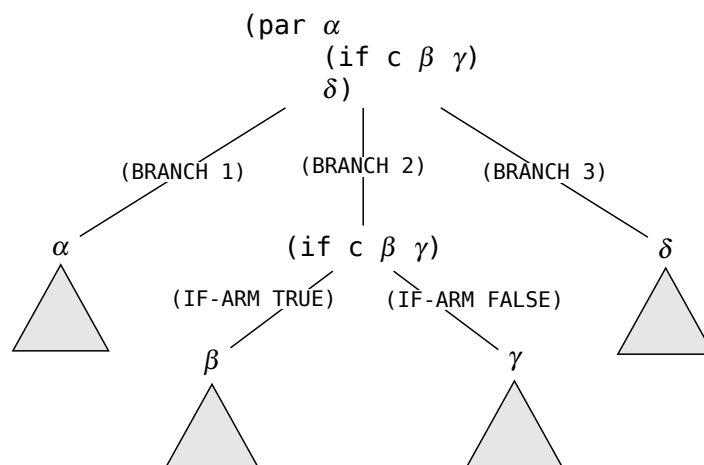 (par α
(if c β γ)
δ)
(BRANCH 1)
(BRANCH 2)
(BRANCH 3)
α
(if c β γ)
δ
(IF-ARM TRUE)
(IF-ARM FALSE)
β
γ